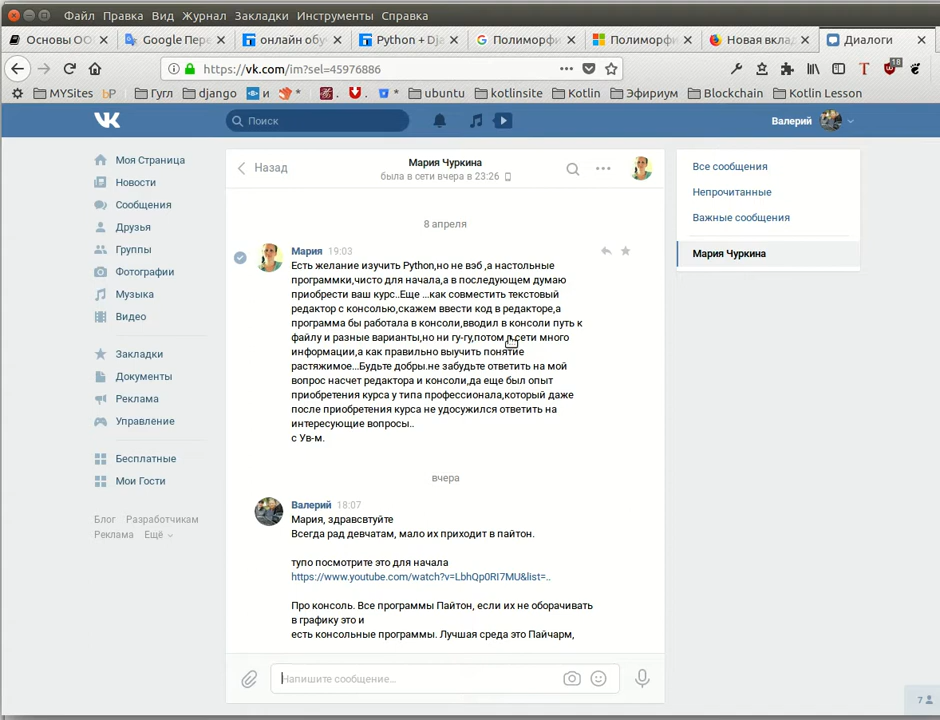 Файл Правка Вид Журнал Закладки Инструменты Справка
Основы ОО Google Пере онлайн обу Python + Dja Полиморфи Полиморфи Новая вкла Диалоги
https://vk.com/im?sel=45976886
18
MYSites bP Гугл django и * * ubuntu kotlinsite Kotlin Эфириум Blockchain Kotlin Lesson
Поиск
Валерий
Моя Страница
Новости
Сообщения
Друзья
Группы
Фотографии
Музыка
Видео
Закладки
Документы
Реклама
Игры
Бесплатные
Мои Гости
Блог Разработчикам
Реклама Ещё
Назад
Мария Чуркина
была в сети вчера в 23:26
8 апреля
Мария 19:03
Есть желание изучить Python,но не вэб ,а настольные
программки,чисто для начала,а в последующем думаю
приобрести ваш курс..Еще ...как совместить текстовый
редактор с консолью,скажем ввести код в редакторе,а
программа бы работала в консоли,вводил в консоли путь к
файлу и разные варианты,но ни гу-гу,потом в сети много
информации,а как правильно выучить понятие
растяжимое...Будьте добры.не забудьте ответить на мой
вопрос насчет редактора и консоли,да еще был опыт
приобретения курса у типа профессионала,который даже
после приобретения курса не удосужился ответить на
интересующие вопросы..
с Ув-м.
вчера
Валерий 18:07
Мария, здравсвтуйте
Всегда рад девчатам, мало их приходит в пайтон.
тупо посмотрите это для начала
https://www.youtube.com/watch?v=LbhQp0RI7MU&list=..
Про консоль. Все программы Пайтон, если их не оборачивать
в графику это и
есть консольные программы. Лучшая среда это Пайчарм,
Напишите сообщение...
Все сообщения
Непрочитанные
Важные сообщения
Мария Чуркина
7